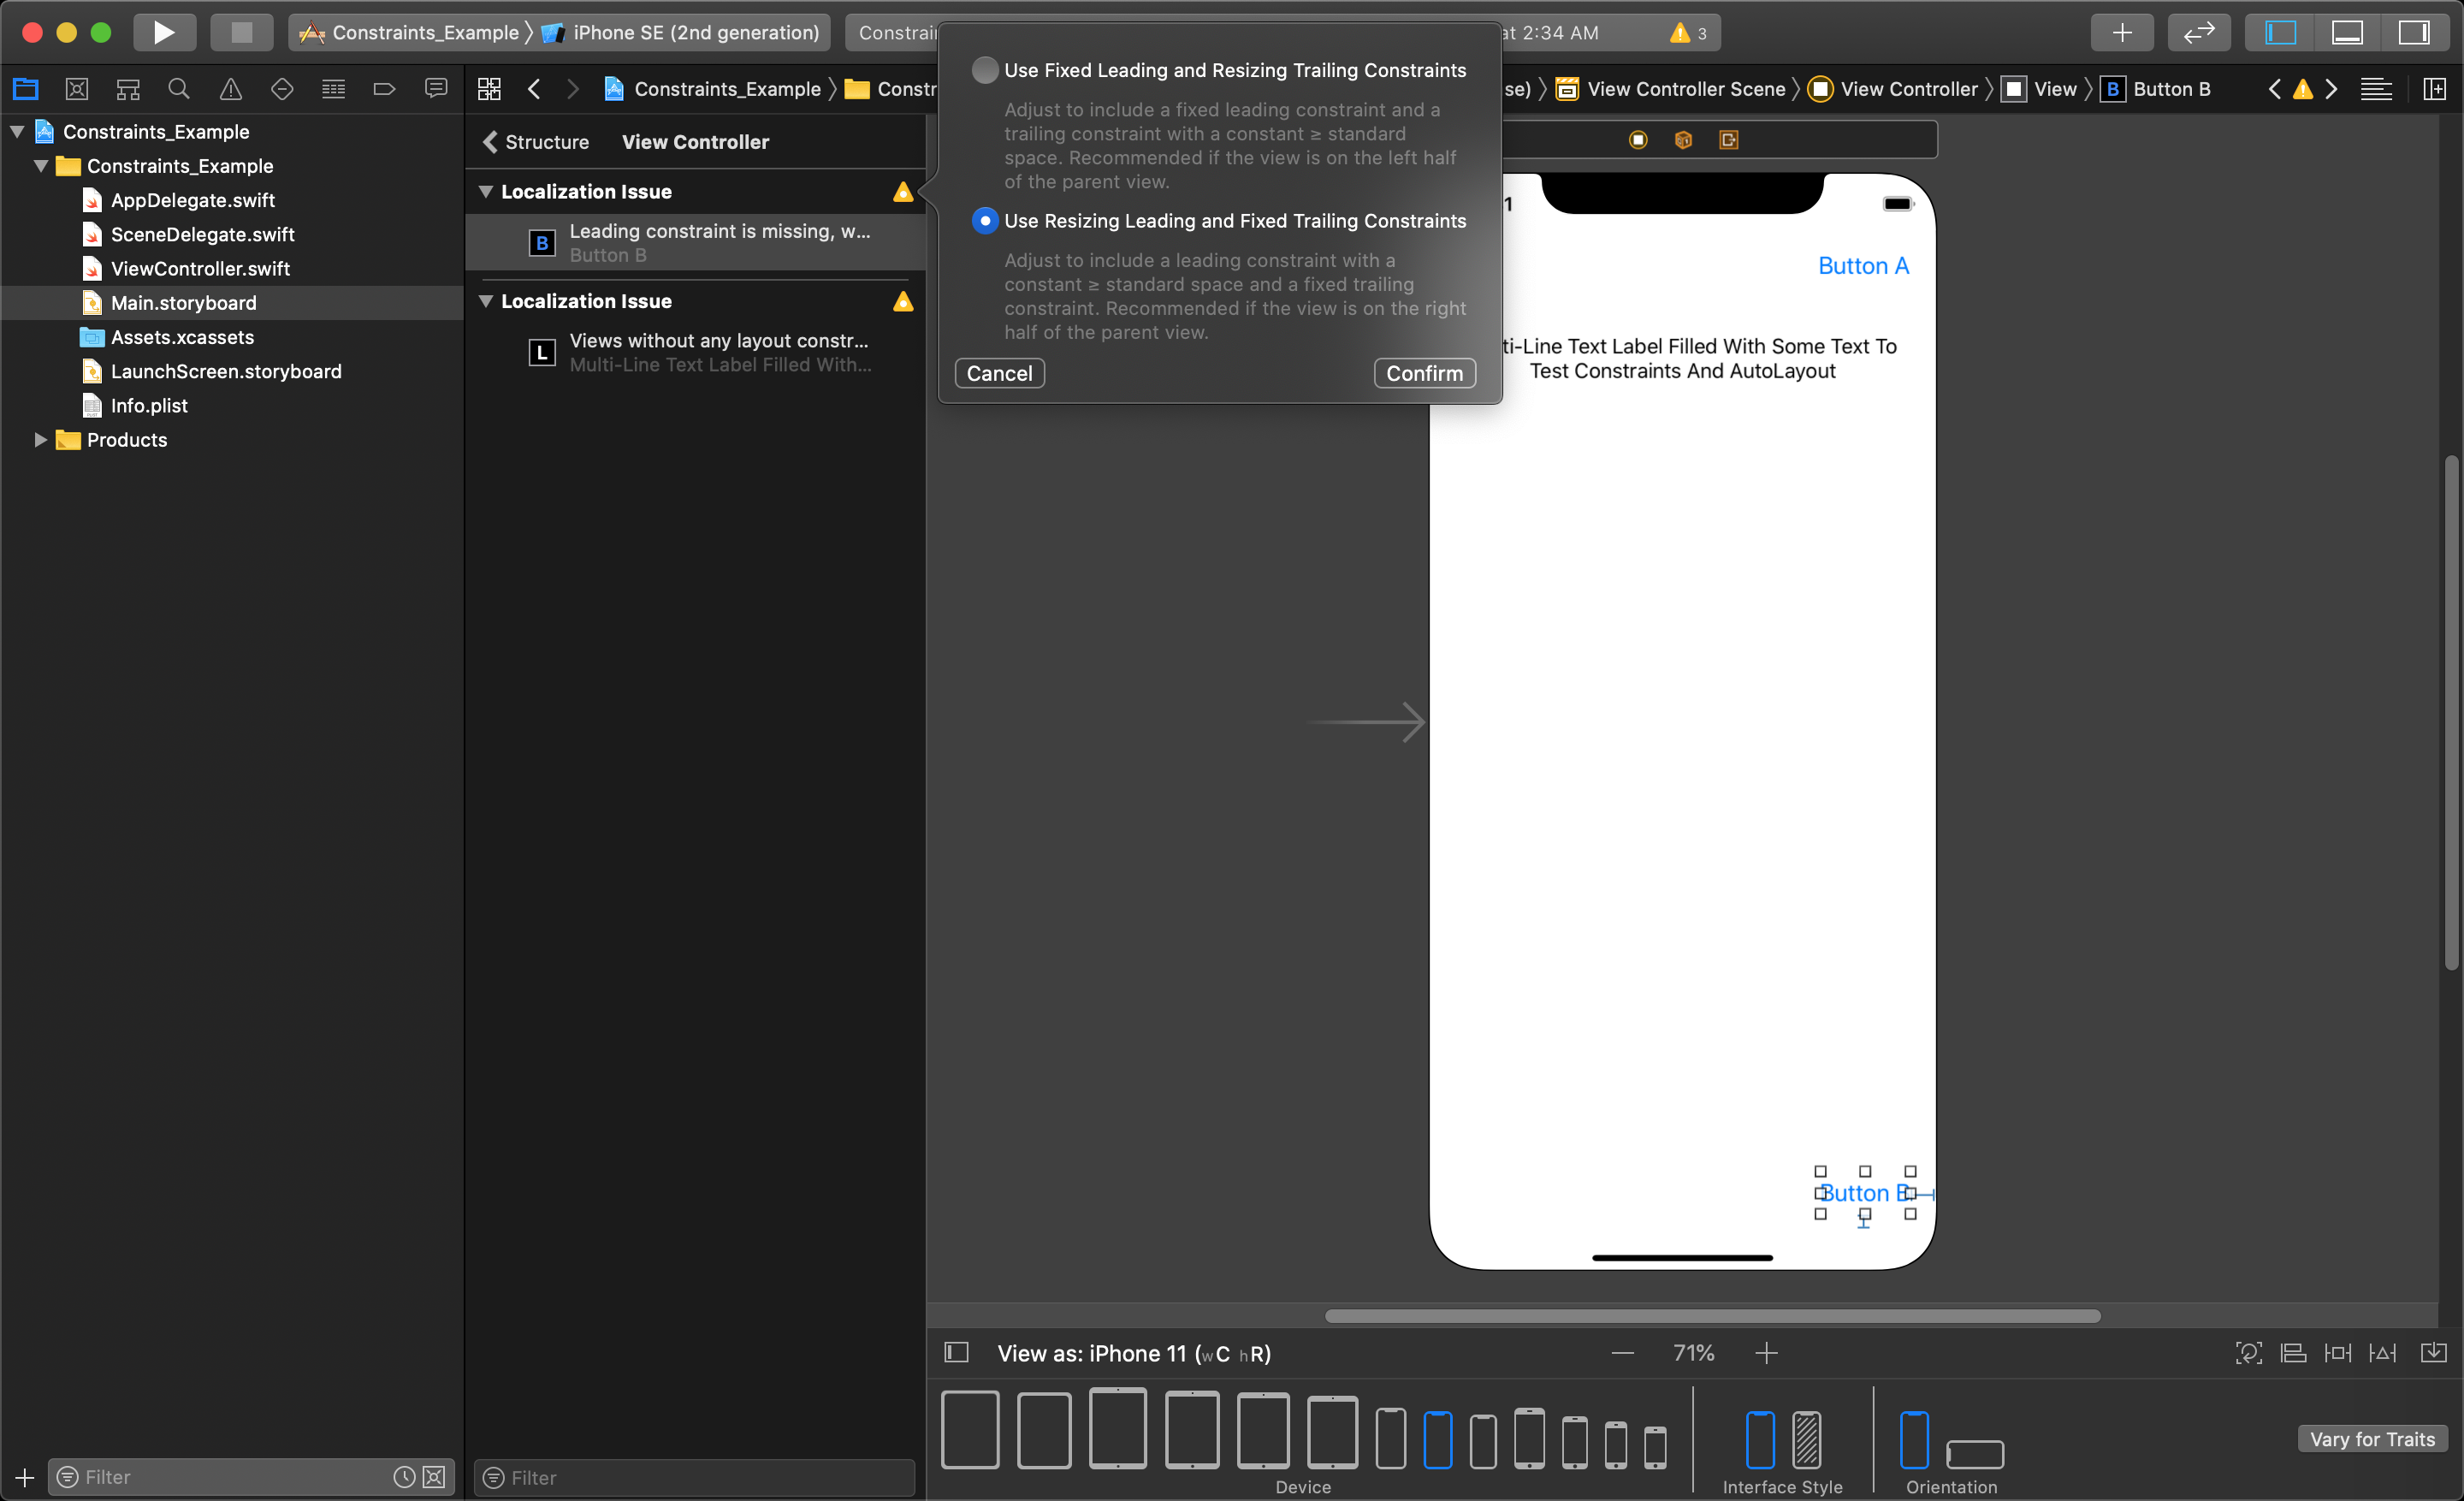 Constraints_Example
iPhone SE (2nd generation)
Constrai
at 2:34 AM
3
Constraints_Example
Constr
se)
View Controller Scene
View Controller
View
B
Button B
Constraints_Example
Constraints_Example
AppDelegate.swift
SceneDelegate.swift
ViewController.swift
Main.storyboard
Assets.xcassets
LaunchScreen.storyboard
Info.plist
Products
Filter
Structure
View Controller
Localization Issue
B
Leading constraint is missing, w...
Button B
Localization Issue
L
Views without any layout constr...
Multi-Line Text Label Filled With...
Filter
Use Fixed Leading and Resizing Trailing Constraints
Adjust to include a fixed leading constraint and a
trailing constraint with a constant ≥ standard
space. Recommended if the view is on the left half
of the parent view.
Use Resizing Leading and Fixed Trailing Constraints
Adjust to include a leading constraint with a
constant ≥ standard space and a fixed trailing
constraint. Recommended if the view is on the right
half of the parent view.
Cancel
Confirm
1
Button A
ti-Line Text Label Filled With Some Text To
Test Constraints And AutoLayout
Button B
View as: iPhone 11 (wC hR)
71%
Device
Interface Style
Orientation
Vary for Traits